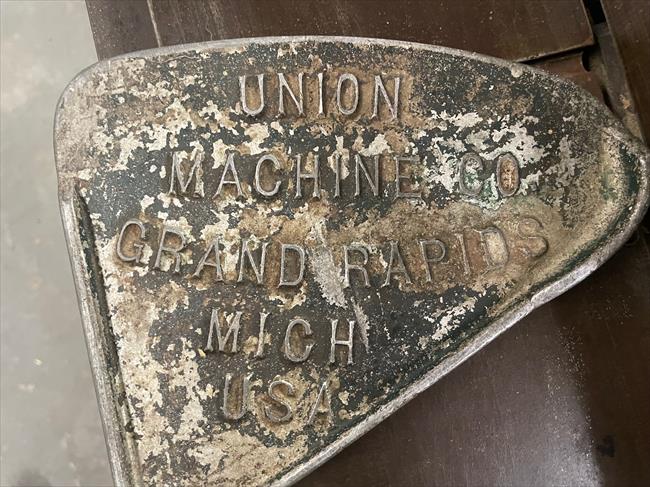 UNION
MACHINE CO
GRAND RAPIDS
MICH
USA